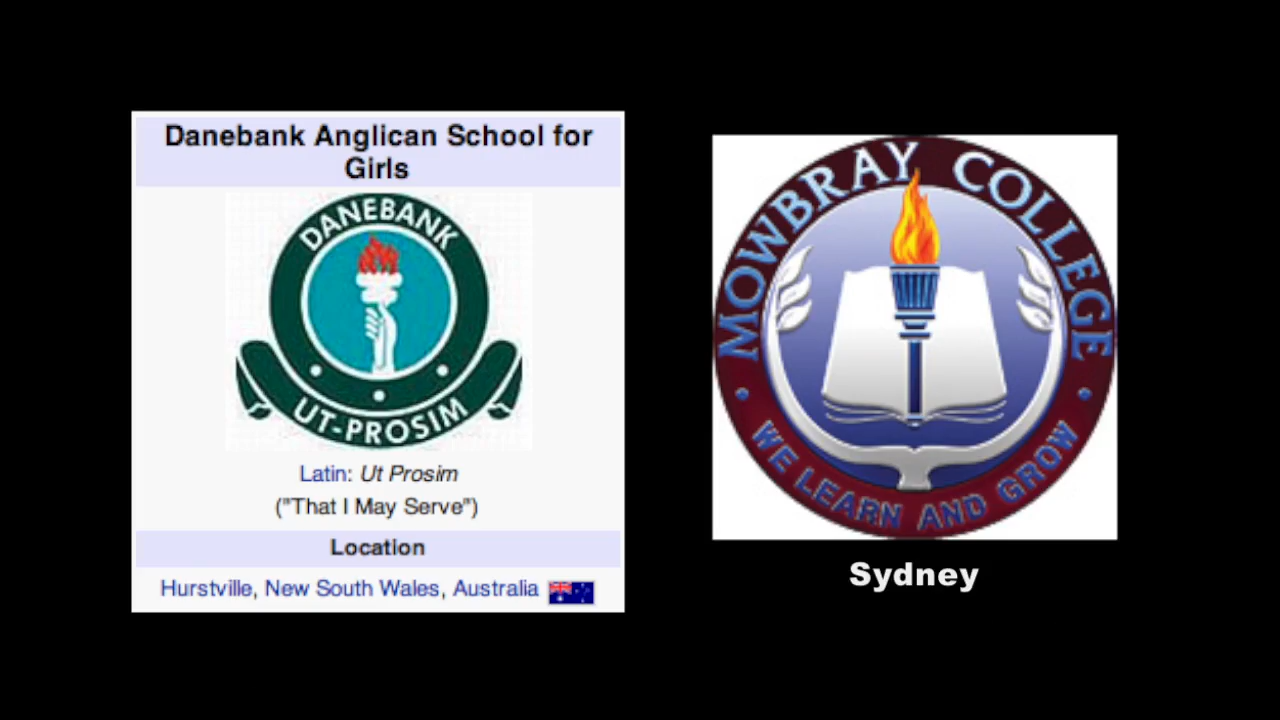 Danebank Anglican School for
Girls
DANEBANK
UT-PROSIM
Latin: Ut Prosim
("That I May Serve")
Location
Hurstville, New South Wales, Australia
MOWBRAY COLLEGE
• WE LEARN AND GROW •
Sydney